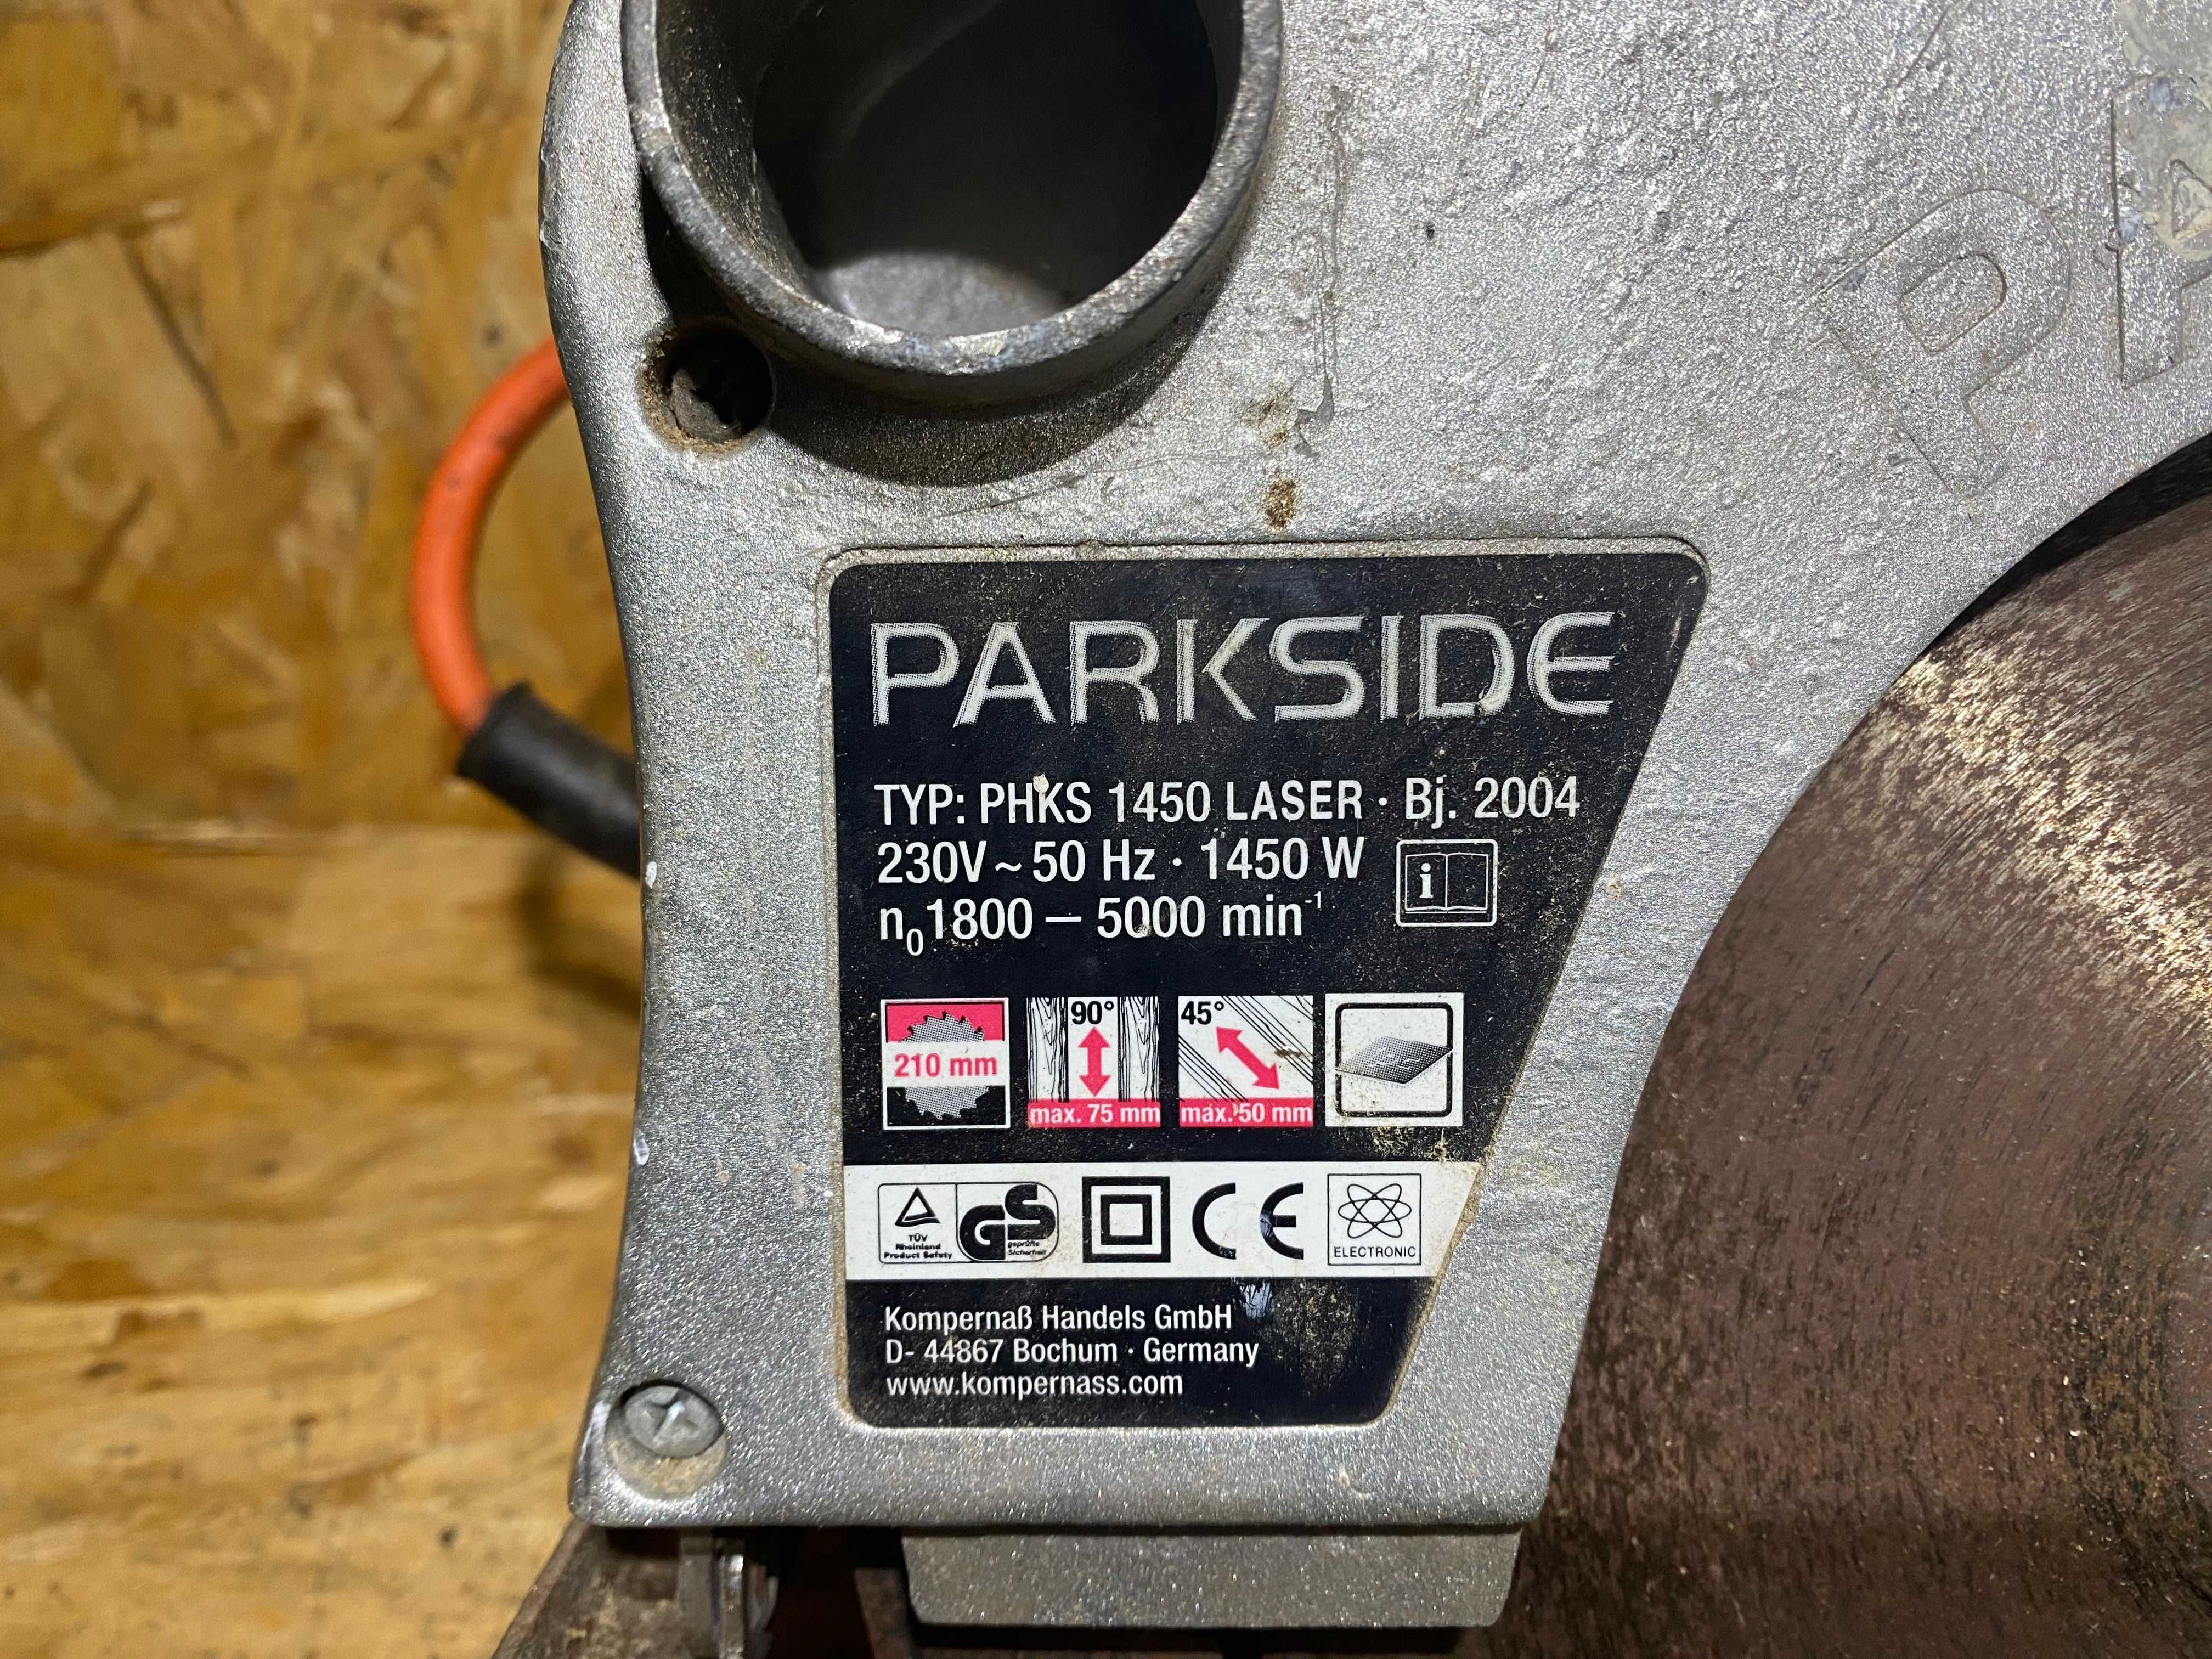 PA
PARKSIDE
TYP: PHKS 1450 LASER · Bj. 2004
230V ~ 50 Hz · 1450 W
i
n₀ 1800 – 5000 min⁻¹
210 mm
90°
max. 75 mm
45°
max. 50 mm
TÜV
Rheinland
Product Safety
GS
geprüfte
Sicherheit
CE
ELECTRONIC
Kompernaß Handels GmbH
D- 44867 Bochum · Germany
www.kompernass.com